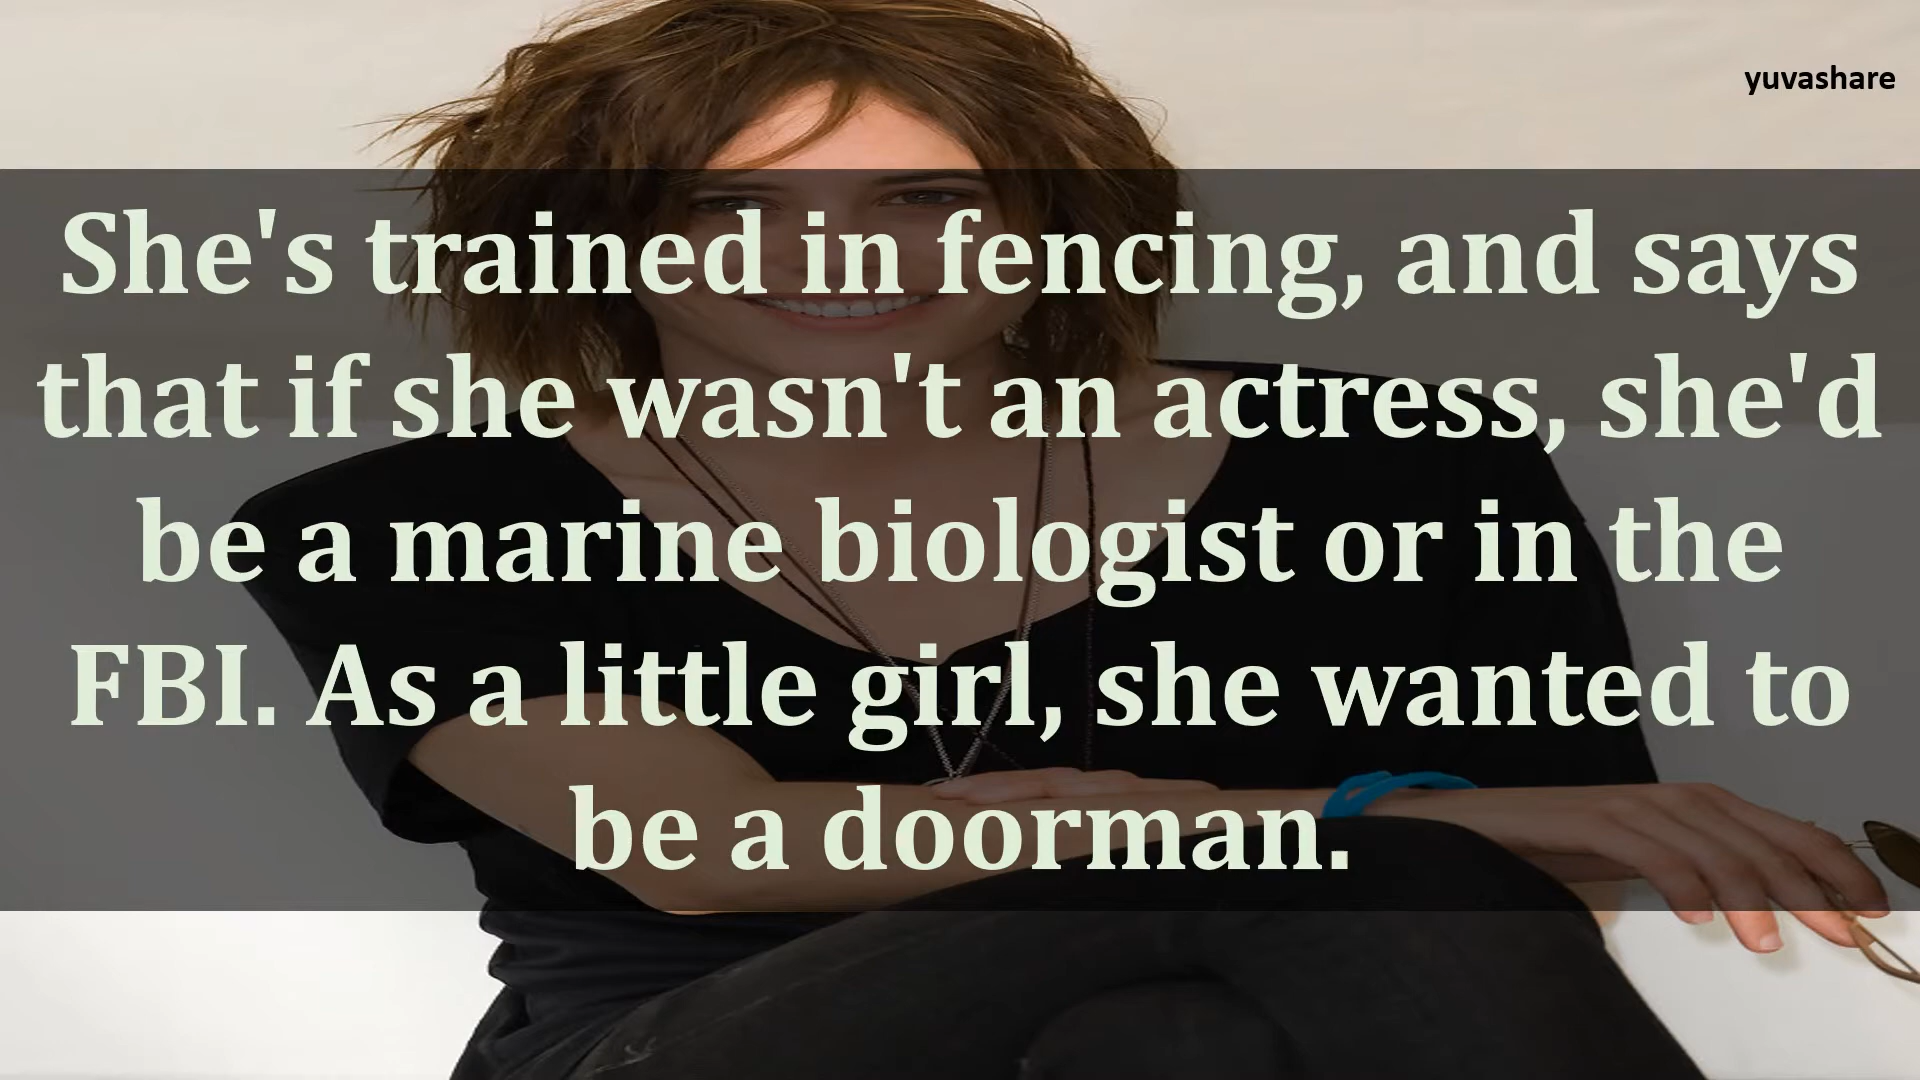 yuvashare
She's trained in fencing, and says
that if she wasn't an actress, she'd
be a marine biologist or in the
FBI. As a little girl, she wanted to
be a doorman.